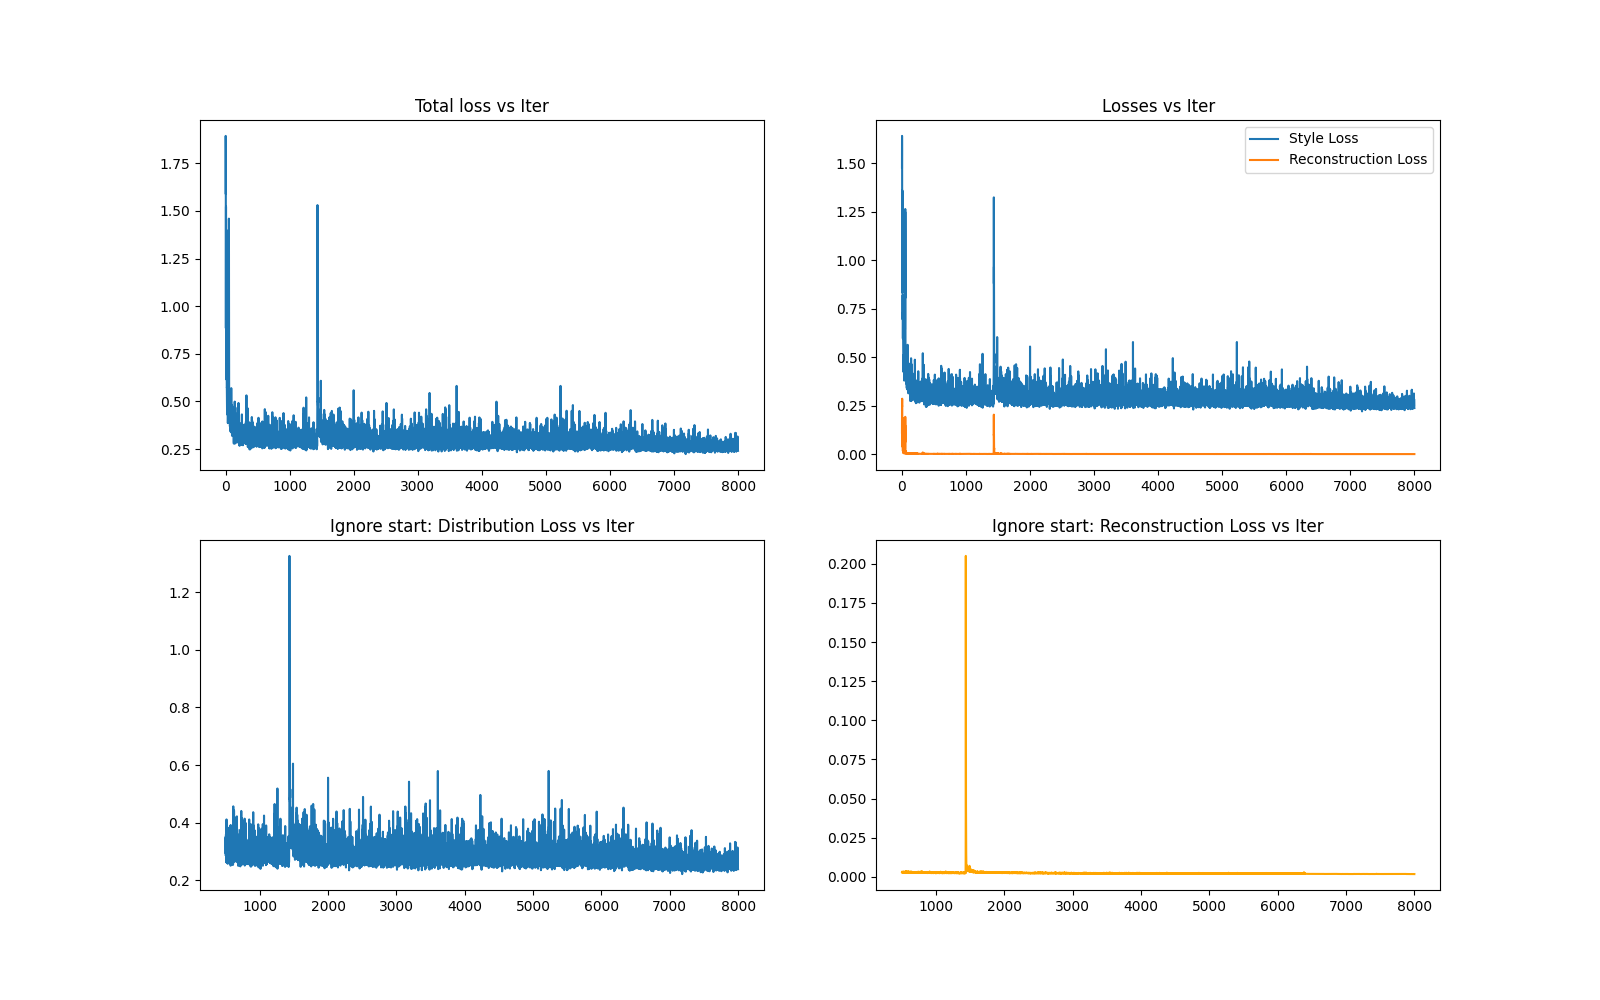 Total loss vs Iter
1.75
1.50
1.25
1.00
0.75
0.50
0.25
0 1000 2000 3000 4000 5000 6000 7000 8000
Losses vs Iter
Style Loss
Reconstruction Loss
1.50
1.25
1.00
0.75
0.50
0.25
0.00
0 1000 2000 3000 4000 5000 6000 7000 8000
Ignore start: Distribution Loss vs Iter
1.2
1.0
0.8
0.6
0.4
0.2
1000 2000 3000 4000 5000 6000 7000 8000
Ignore start: Reconstruction Loss vs Iter
0.200
0.175
0.150
0.125
0.100
0.075
0.050
0.025
0.000
1000 2000 3000 4000 5000 6000 7000 8000